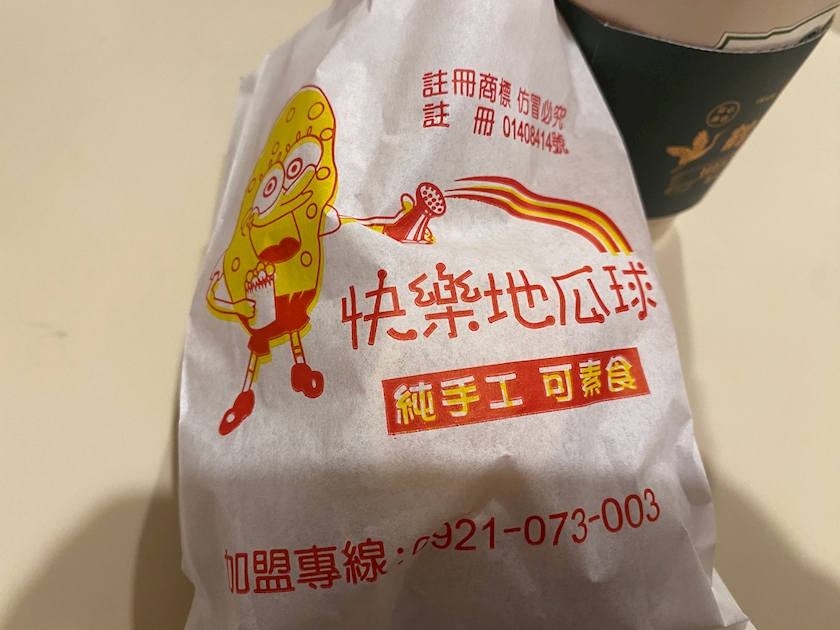 註冊商標 仿冒必究
註 冊 01408414號
快樂地瓜球
純手工 可素食
加盟專線：0921-073-003